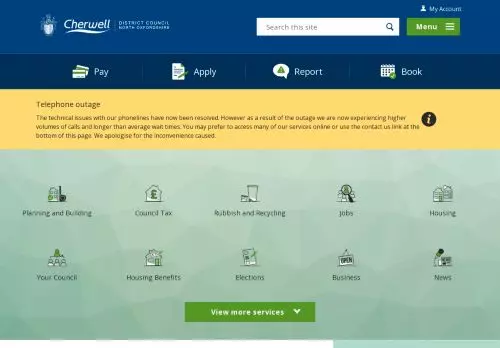 My Account
Cherwell
DISTRICT COUNCIL
NORTH OXFORDSHIRE
Search this site
Menu
Pay
Apply
Report
Book
Telephone outage
The technical issues with our phonelines have now been resolved. However as a result of the outage we are now experiencing higher
volumes of calls and longer than average wait times. You may prefer to access many of our services online or use the contact us link at the
bottom of this page. We apologise for the inconvenience caused.
Planning and Building
Council Tax
Rubbish and Recycling
Jobs
Housing
Your Council
Housing Benefits
Elections
OPEN
Business
News
View more services